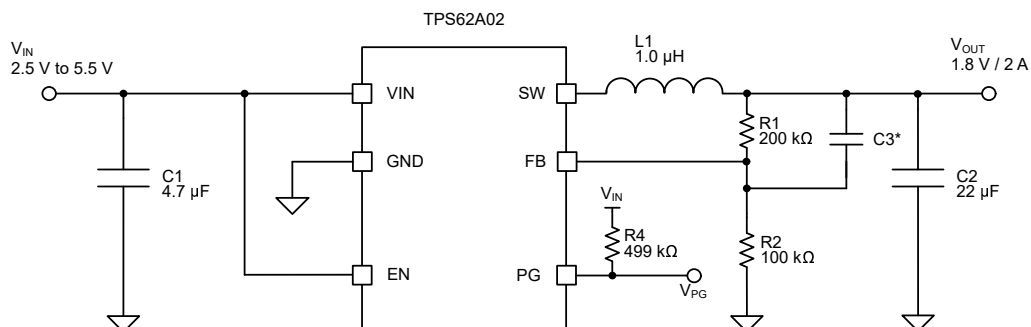 TPS62A02
V_IN
2.5 V to 5.5 V
L1
1.0 µH
V_OUT
1.8 V / 2 A
VIN
SW
R1
200 kΩ
C3*
GND
FB
C1
4.7 µF
C2
22 µF
V_IN
R4
499 kΩ
R2
100 kΩ
EN
PG
V_PG